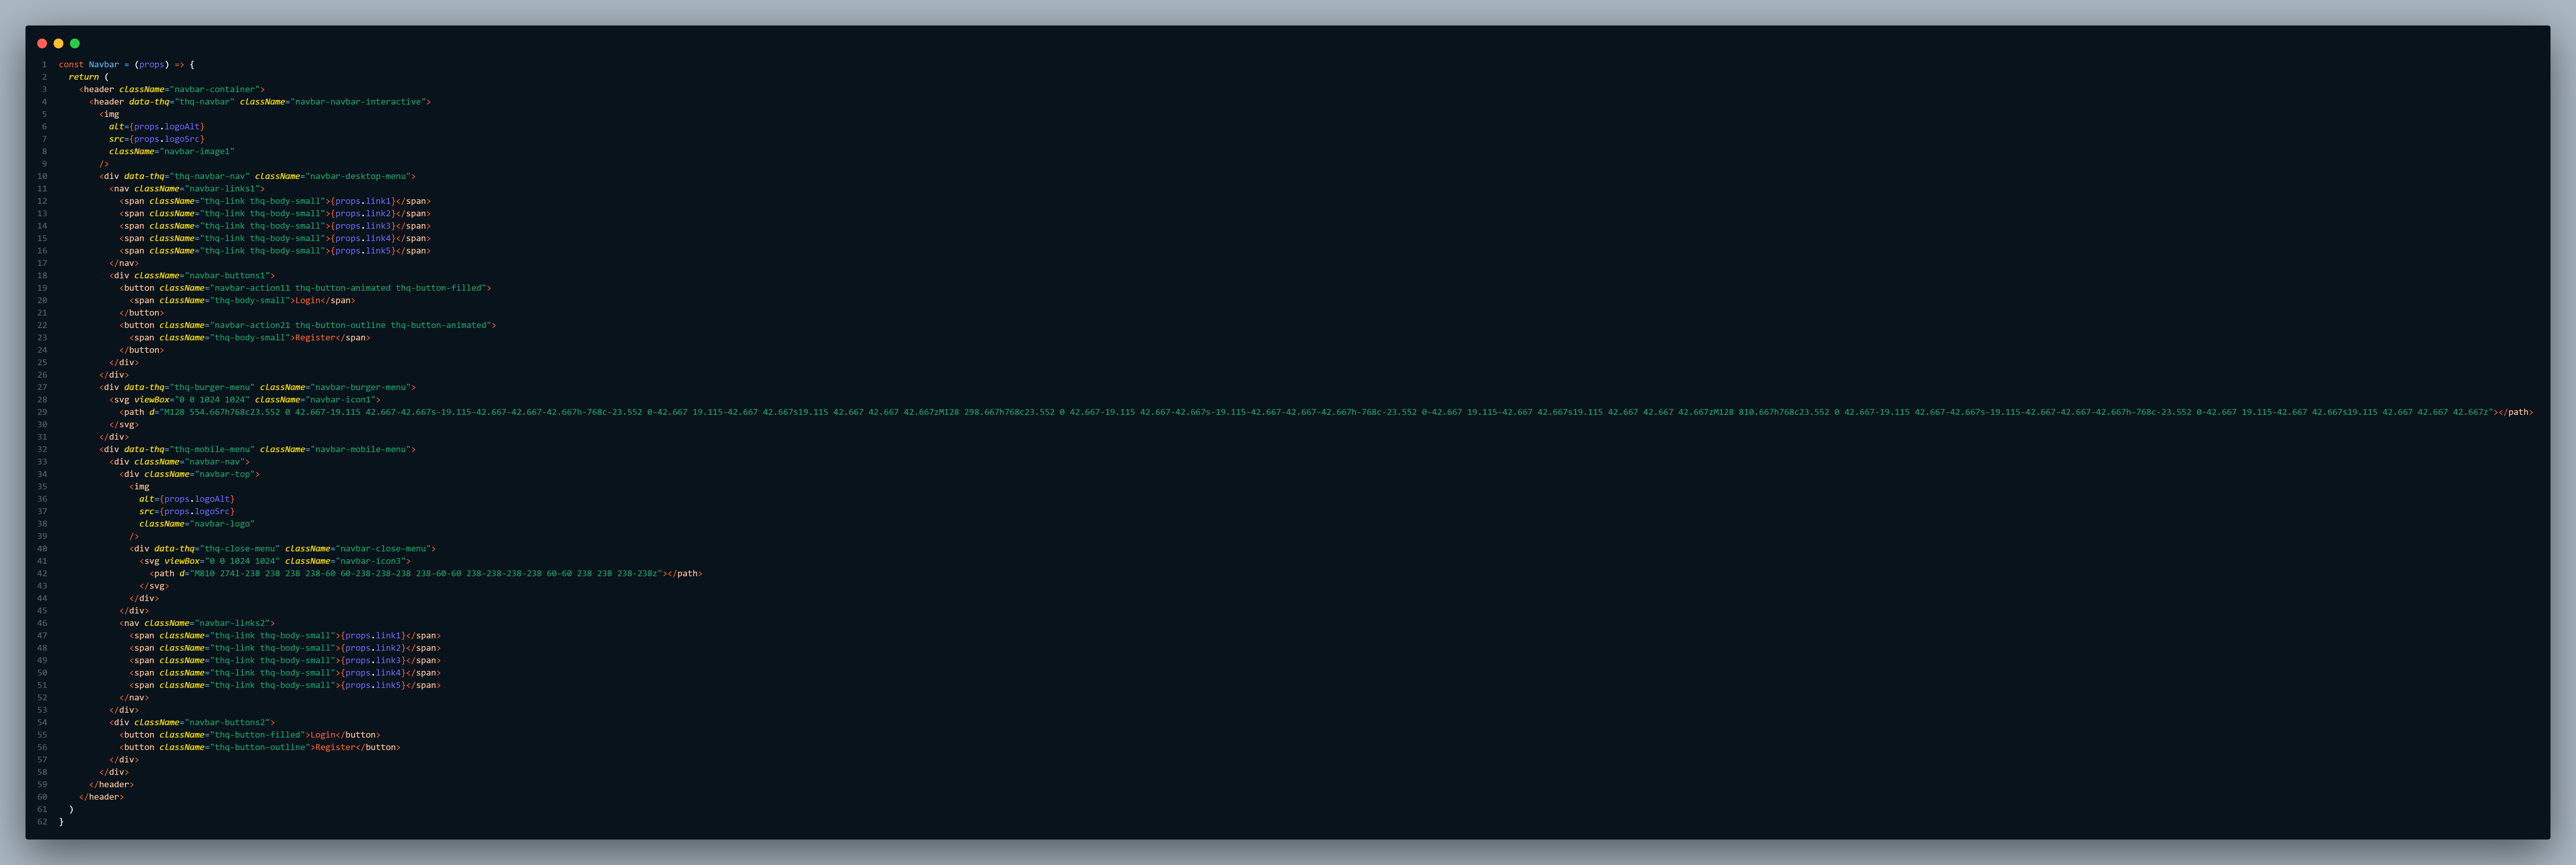 1 const Navbar = (props) => {
2 return (
3 <header className="navbar-container">
4 <header data-thq="thq-navbar" className="navbar-navbar-interactive">
5 <img
6 alt={props.logoAlt}
7 src={props.logoSrc}
8 className="navbar-image1"
9 />
10 <div data-thq="thq-navbar-nav" className="navbar-desktop-menu">
11 <nav className="navbar-links1">
12 <span className="thq-link thq-body-small">{props.link1}</span>
13 <span className="thq-link thq-body-small">{props.link2}</span>
14 <span className="thq-link thq-body-small">{props.link3}</span>
15 <span className="thq-link thq-body-small">{props.link4}</span>
16 <span className="thq-link thq-body-small">{props.link5}</span>
17 </nav>
18 <div className="navbar-buttons1">
19 <button className="navbar-action11 thq-button-animated thq-button-filled">
20 <span className="thq-body-small">Login</span>
21 </button>
22 <button className="navbar-action21 thq-button-outline thq-button-animated">
23 <span className="thq-body-small">Register</span>
24 </button>
25 </div>
26 </div>
27 <div data-thq="thq-burger-menu" className="navbar-burger-menu">
28 <svg viewBox="0 0 1024 1024" className="navbar-icon1">
29 <path d="M128 554.667h768c23.552 0 42.667-19.115 42.667-42.667s-19.115-42.667-42.667-42.667h-768c-23.552 0-42.667 19.115-42.667 42.667s19.115 42.667 42.667 42.667zM128 298.667h768c23.552 0 42.667-19.115 42.667-42.667s-19.115-42.667-42.667-42.667h-768c-23.552 0-42.667 19.115-42.667 42.667s19.115 42.667 42.667 42.667zM128 810.667h768c23.552 0 42.667-19.115 42.667-42.667s-19.115-42.667-42.667-42.667h-768c-23.552 0-42.667 19.115-42.667 42.667s19.115 42.667 42.667 42.667z"></path>
30 </svg>
31 </div>
32 <div data-thq="thq-mobile-menu" className="navbar-mobile-menu">
33 <div className="navbar-nav">
34 <div className="navbar-top">
35 <img
36 alt={props.logoAlt}
37 src={props.logoSrc}
38 className="navbar-logo"
39 />
40 <div data-thq="thq-close-menu" className="navbar-close-menu">
41 <svg viewBox="0 0 1024 1024" className="navbar-icon3">
42 <path d="M810 274l-238 238 238 238-60 60-238-238-238 238-60-60 238-238-238-238 60-60 238 238 238-238z"></path>
43 </svg>
44 </div>
45 </div>
46 <nav className="navbar-links2">
47 <span className="thq-link thq-body-small">{props.link1}</span>
48 <span className="thq-link thq-body-small">{props.link2}</span>
49 <span className="thq-link thq-body-small">{props.link3}</span>
50 <span className="thq-link thq-body-small">{props.link4}</span>
51 <span className="thq-link thq-body-small">{props.link5}</span>
52 </nav>
53 </div>
54 <div className="navbar-buttons2">
55 <button className="thq-button-filled">Login</button>
56 <button className="thq-button-outline">Register</button>
57 </div>
58 </div>
59 </header>
60 </header>
61 )
62 }